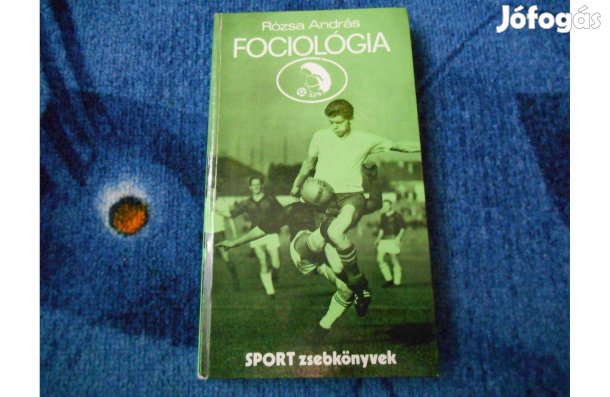 Jófogás
Rózsa András
FOCIOLÓGIA
SPORT zsebkönyvek